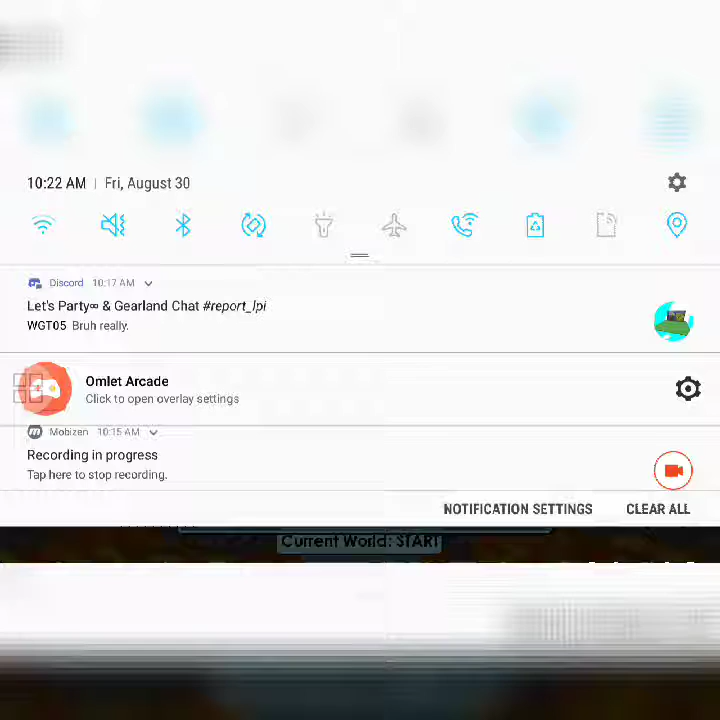 10:22 AM | Fri, August 30
Discord 10:17 AM
Let's Party∞ & Gearland Chat #report_lpi
WGT05 Bruh really.
Omlet Arcade
Click to open overlay settings
Mobizen 10:15 AM
Recording in progress
Tap here to stop recording.
NOTIFICATION SETTINGS CLEAR ALL
Current World: START